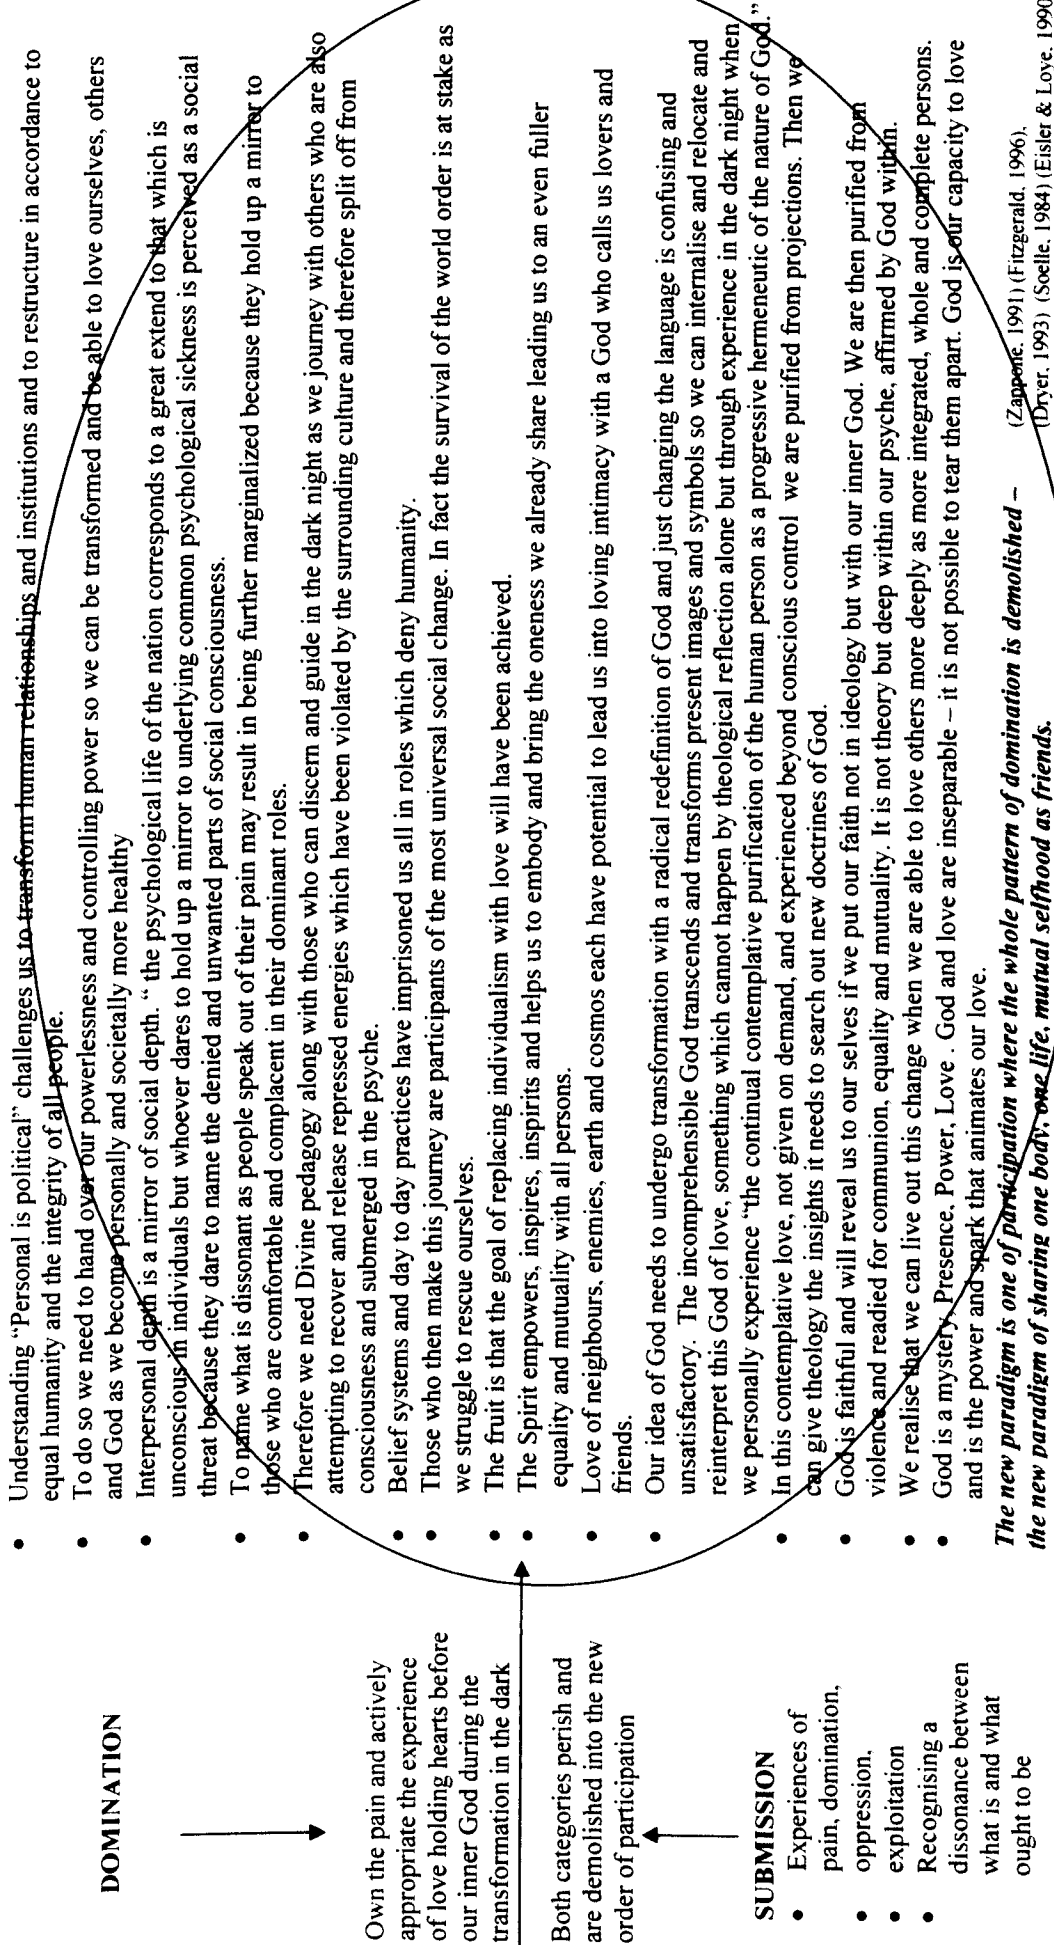 DOMINATION
Own the pain and actively
appropriate the experience
of love holding hearts before
our inner God during the
transformation in the dark
Both categories perish and
are demolished into the new
order of participation
SUBMISSION
• Experiences of
pain, domination,
• oppression.
• exploitation
• Recognising a
dissonance between
what is and what
ought to be
• Understanding “Personal is political” challenges us to transform human relationships and institutions and to restructure in accordance to
equal humanity and the integrity of all people.
• To do so we need to hand over our powerlessness and controlling power so we can be transformed and be able to love ourselves, others
and God as we become personally and societally more healthy
• Interpersonal depth is a mirror of social depth. “ the psychological life of the nation corresponds to a great extend to that which is
unconscious in individuals but whoever dares to hold up a mirror to underlying common psychological sickness is perceived as a social
threat because they dare to name the denied and unwanted parts of social consciousness.
• To name what is dissonant as people speak out of their pain may result in being further marginalized because they hold up a mirror to
those who are comfortable and complacent in their dominant roles.
• Therefore we need Divine pedagogy along with those who can discern and guide in the dark night as we journey with others who are also
attempting to recover and release repressed energies which have been violated by the surrounding culture and therefore split off from
consciousness and submerged in the psyche.
• Belief systems and day to day practices have imprisoned us all in roles which deny humanity.
• Those who then make this journey are participants of the most universal social change. In fact the survival of the world order is at stake as
we struggle to rescue ourselves.
• The fruit is that the goal of replacing individualism with love will have been achieved.
• The Spirit empowers, inspires, inspirits and helps us to embody and bring the oneness we already share leading us to an even fuller
equality and mutuality with all persons.
• Love of neighbours, enemies, earth and cosmos each have potential to lead us into loving intimacy with a God who calls us lovers and
friends.
• Our idea of God needs to undergo transformation with a radical redefinition of God and just changing the language is confusing and
unsatisfactory. The incomprehensible God transcends and transforms present images and symbols so we can internalise and relocate and
reinterpret this God of love, something which cannot happen by theological reflection alone but through experience in the dark night when
we personally experience “the continual contemplative purification of the human person as a progressive hermeneutic of the nature of God.”
• In this contemplative love, not given on demand, and experienced beyond conscious control we are purified from projections. Then we
can give theology the insights it needs to search out new doctrines of God.
• God is faithful and will reveal us to our selves if we put our faith not in ideology but with our inner God. We are then purified from
violence and readied for communion, equality and mutuality. It is not theory but deep within our psyche, affirmed by God within.
• We realise that we can live out this change when we are able to love others more deeply as more integrated, whole and complete persons.
• God is a mystery, Presence, Power, Love . God and love are inseparable – it is not possible to tear them apart. God is our capacity to love
and is the power and spark that animates our love.
The new paradigm is one of participation where the whole pattern of domination is demolished –
the new paradigm of sharing one body, one life, mutual selfhood as friends.
(Zappone, 1991) (Fitzgerald, 1996),
(Dryer, 1993) (Soelle, 1984) (Eisler & Loye, 1990